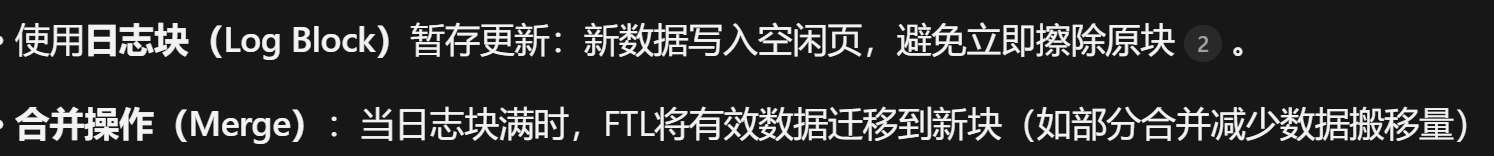 • 使用日志块（Log Block）暂存更新：新数据写入空闲页，避免立即擦除原块 2 。
• 合并操作（Merge）：当日志块满时，FTL将有效数据迁移到新块（如部分合并减少数据搬移量）